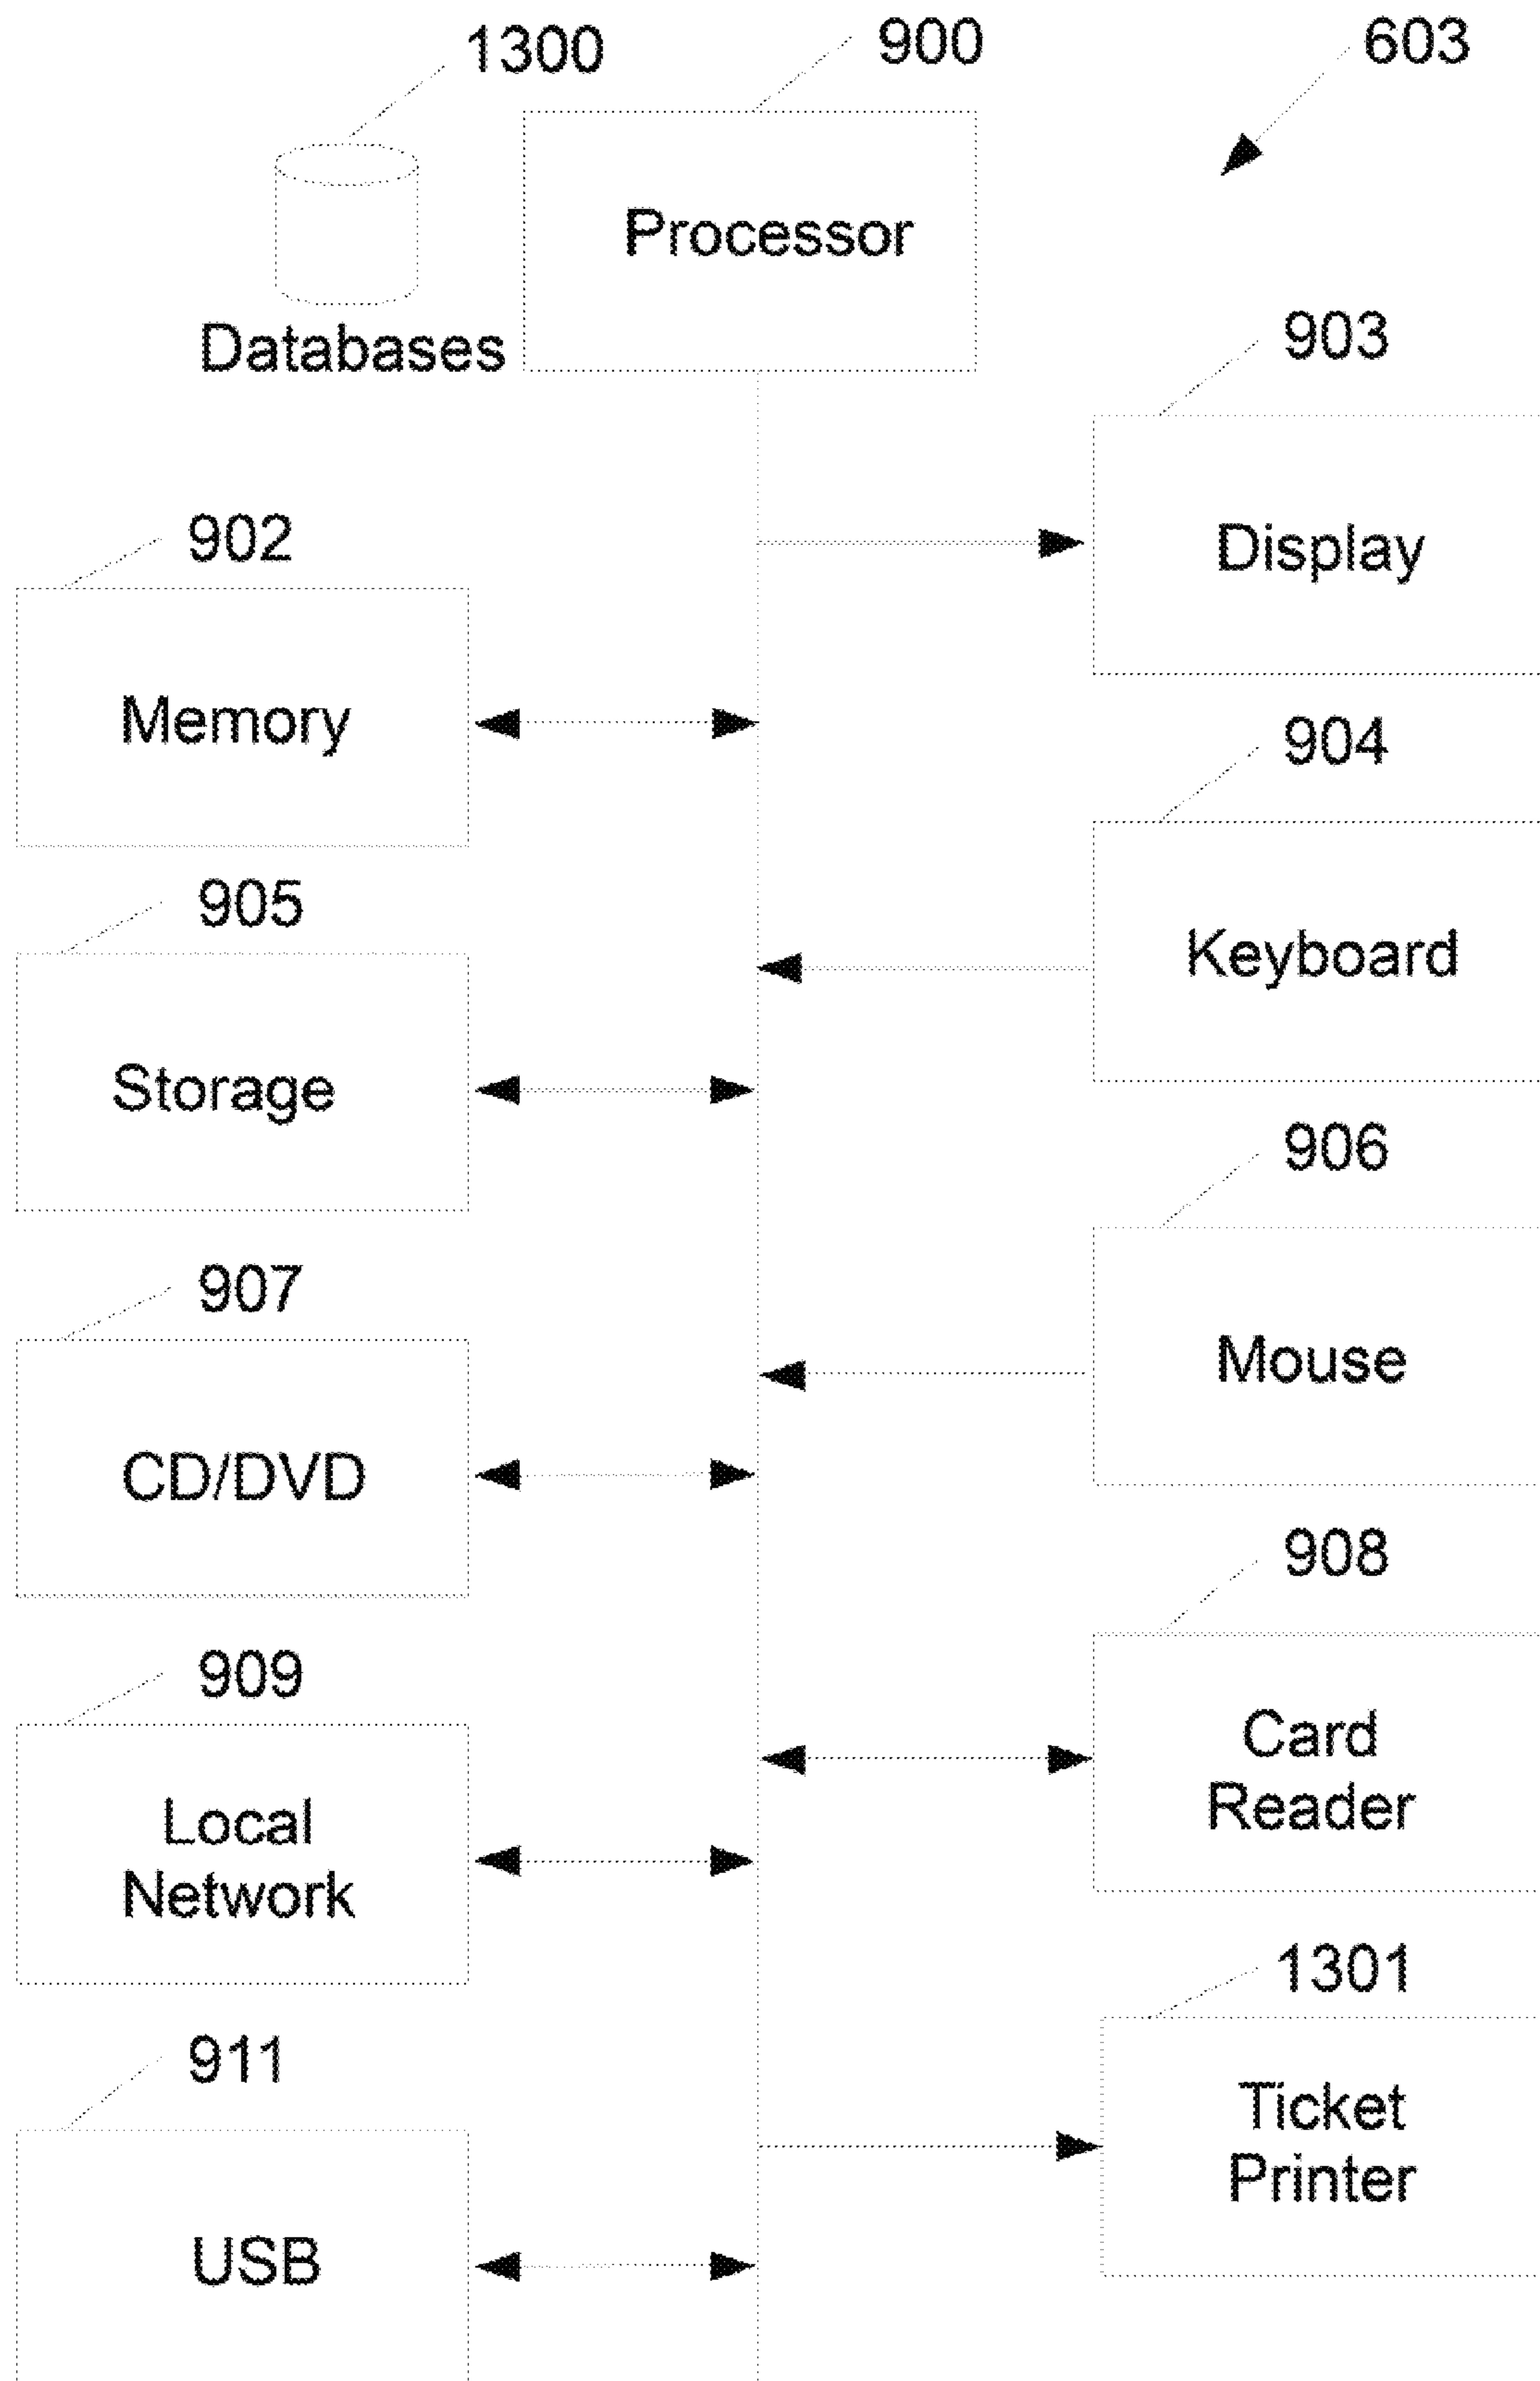 1300
900
603
Processor
Databases
903
Display
902
Memory
904
Keyboard
905
Storage
906
Mouse
907
CD/DVD
908
Card
Reader
909
Local
Network
1301
Ticket
Printer
911
USB